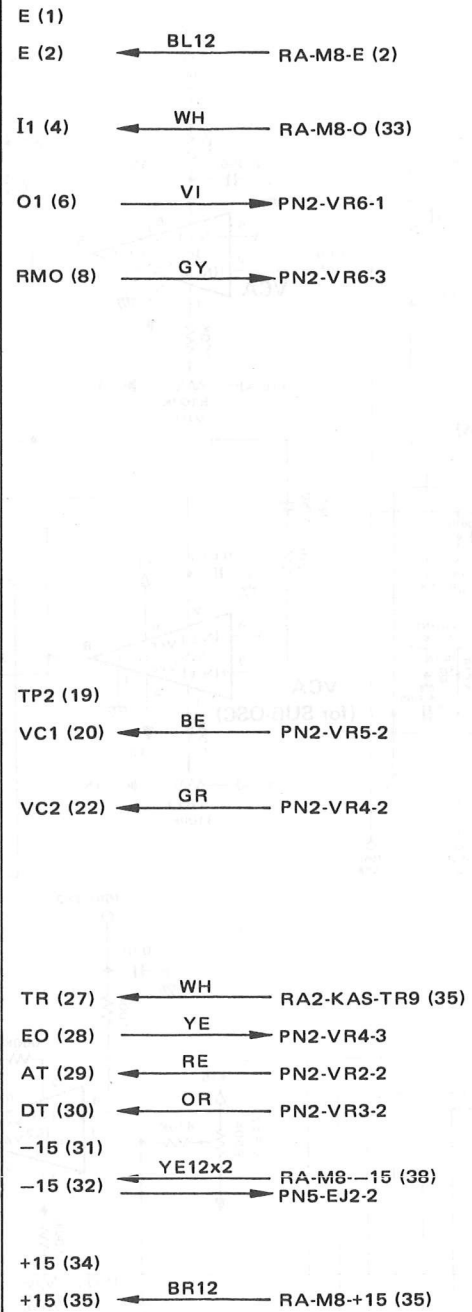 E (1)
E (2) BL12 RA-M8-E (2)
I1 (4) WH RA-M8-O (33)
O1 (6) VI PN2-VR6-1
RMO (8) GY PN2-VR6-3
TP2 (19)
VC1 (20) BE PN2-VR5-2
VC2 (22) GR PN2-VR4-2
TR (27) WH RA2-KAS-TR9 (35)
EO (28) YE PN2-VR4-3
AT (29) RE PN2-VR2-2
DT (30) OR PN2-VR3-2
−15 (31)
−15 (32) YE12x2 RA-M8-−15 (38)
PN5-EJ2-2
+15 (34)
+15 (35) BR12 RA-M8-+15 (35)